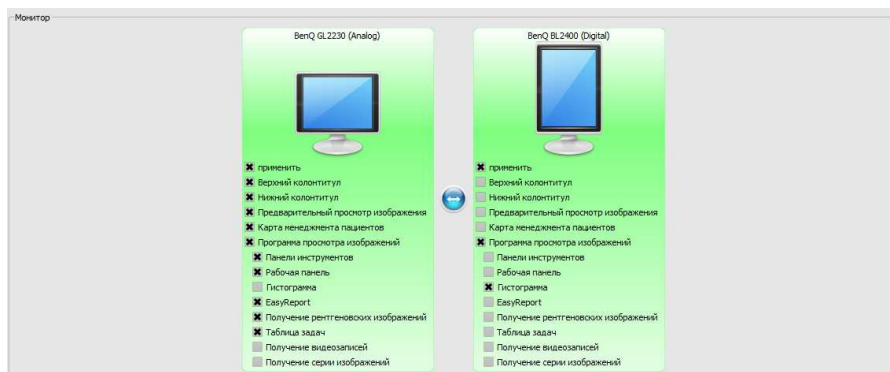 Монитор
BenQ GL2230 (Analog)
применить
Верхний колонтитул
Нижний колонтитул
Предварительный просмотр изображения
Карта менеджмента пациентов
Программа просмотра изображений
Панели инструментов
Рабочая панель
Гистограмма
EasyReport
Получение рентгеновских изображений
Таблица задач
Получение видеозаписей
Получение серии изображений
BenQ BL2400 (Digital)
применить
Верхний колонтитул
Нижний колонтитул
Предварительный просмотр изображения
Карта менеджмента пациентов
Программа просмотра изображений
Панели инструментов
Рабочая панель
Гистограмма
EasyReport
Получение рентгеновских изображений
Таблица задач
Получение видеозаписей
Получение серии изображений